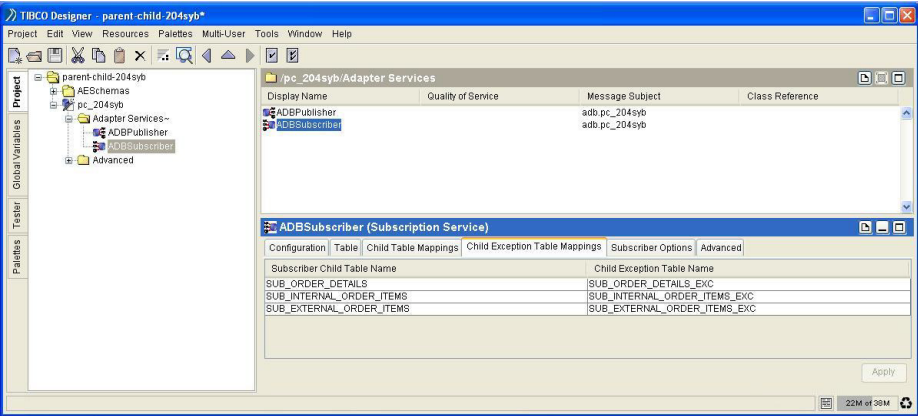 TIBCO Designer - parent-child-204syb*
Project Edit View Resources Palettes Multi-User Tools Window Help
Project
Global Variables
Tester
Palettes
parent-child-204syb
AESchemas
pc_204syb
Adapter Services~
ADBPublisher
ADBSubscriber
Advanced
/pc_204syb/Adapter Services
Display Name Quality of Service Message Subject Class Reference
ADBPublisher adb.pc_204syb
ADBSubscriber adb.pc_204syb
ADBSubscriber (Subscription Service)
Configuration Table Child Table Mappings Child Exception Table Mappings Subscriber Options Advanced
Subscriber Child Table Name Child Exception Table Name
SUB_ORDER_DETAILS SUB_ORDER_DETAILS_EXC
SUB_INTERNAL_ORDER_ITEMS SUB_INTERNAL_ORDER_ITEMS_EXC
SUB_EXTERNAL_ORDER_ITEMS SUB_EXTERNAL_ORDER_ITEMS_EXC
Apply
22M of 38M